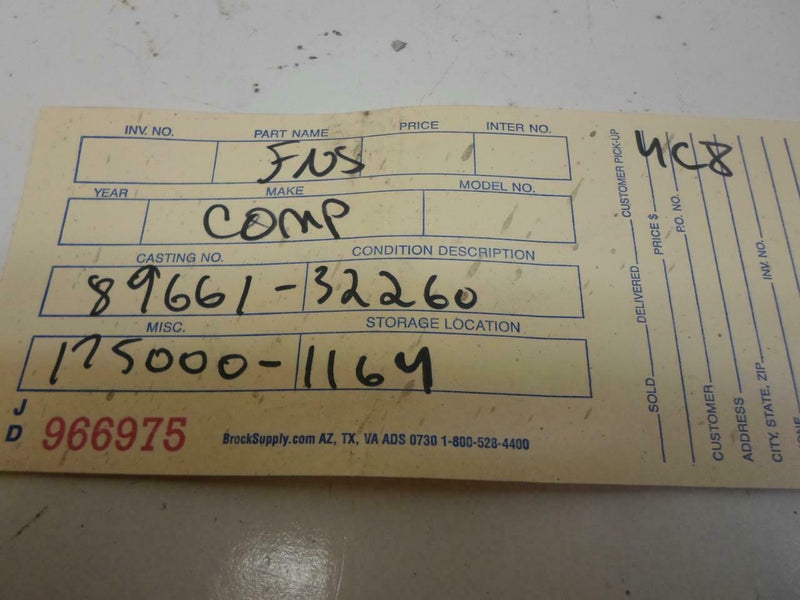 INV. NO. PART NAME PRICE INTER NO.
FNS
YEAR MAKE MODEL NO.
COMP
CASTING NO. CONDITION DESCRIPTION
89661-32260
MISC. STORAGE LOCATION
175000-1164
J
D
966975
BrockSupply.com AZ, TX, VA ADS 0730 1-800-528-4400
4C8
SOLD DELIVERED CUSTOMER PICK-UP
PRICE $
P.O. NO.
CUSTOMER
ADDRESS
CITY, STATE, ZIP INV. NO.